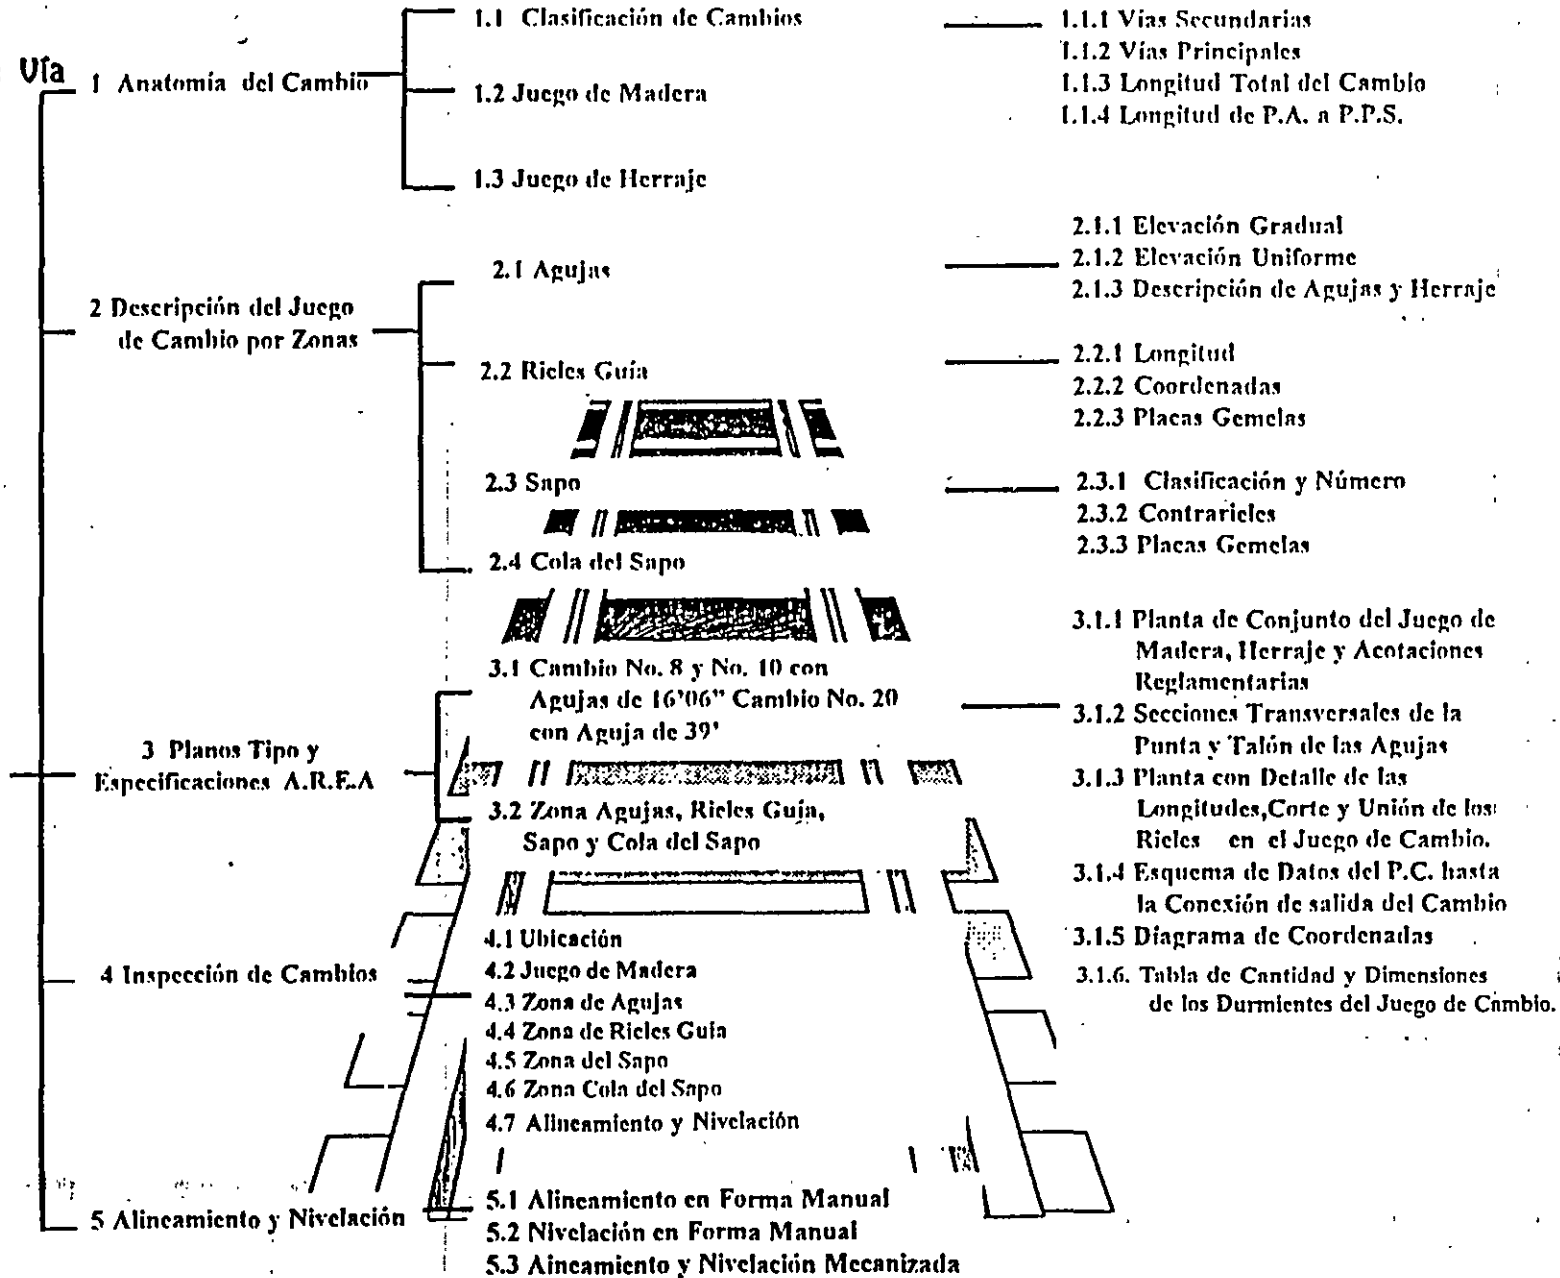 Vía
1 Anatomía del Cambio
1.1 Clasificación de Cambios
1.1.1 Vías Secundarias
1.1.2 Vías Principales
1.1.3 Longitud Total del Cambio
1.1.4 Longitud de P.A. a P.P.S.
1.2 Juego de Madera
1.3 Juego de Herraje
2 Descripción del Juego
de Cambio por Zonas
2.1 Agujas
2.1.1 Elevación Gradual
2.1.2 Elevación Uniforme
2.1.3 Descripción de Agujas y Herraje
2.2 Rieles Guía
2.2.1 Longitud
2.2.2 Coordenadas
2.2.3 Placas Gemelas
2.3 Sapo
2.3.1 Clasificación y Número
2.3.2 Contrarieles
2.3.3 Placas Gemelas
2.4 Cola del Sapo
3 Planos Tipo y
Especificaciones A.R.E.A
3.1 Cambio No. 8 y No. 10 con
Agujas de 16'06" Cambio No. 20
con Aguja de 39'
3.1.1 Planta de Conjunto del Juego de
Madera, Herraje y Acotaciones
Reglamentarias
3.1.2 Secciones Transversales de la
Punta y Talón de las Agujas
3.1.3 Planta con Detalle de las
Longitudes,Corte y Unión de los
Rieles en el Juego de Cambio.
3.1.4 Esquema de Datos del P.C. hasta
la Conexión de salida del Cambio
3.1.5 Diagrama de Coordenadas
3.1.6. Tabla de Cantidad y Dimensiones
de los Durmientes del Juego de Cambio.
3.2 Zona Agujas, Rieles Guía,
Sapo y Cola del Sapo
4 Inspección de Cambios
4.1 Ubicación
4.2 Juego de Madera
4.3 Zona de Agujas
4.4 Zona de Rieles Guía
4.5 Zona del Sapo
4.6 Zona Cola del Sapo
4.7 Alineamiento y Nivelación
5 Alineamiento y Nivelación
5.1 Alineamiento en Forma Manual
5.2 Nivelación en Forma Manual
5.3 Aineamiento y Nivelación Mecanizada